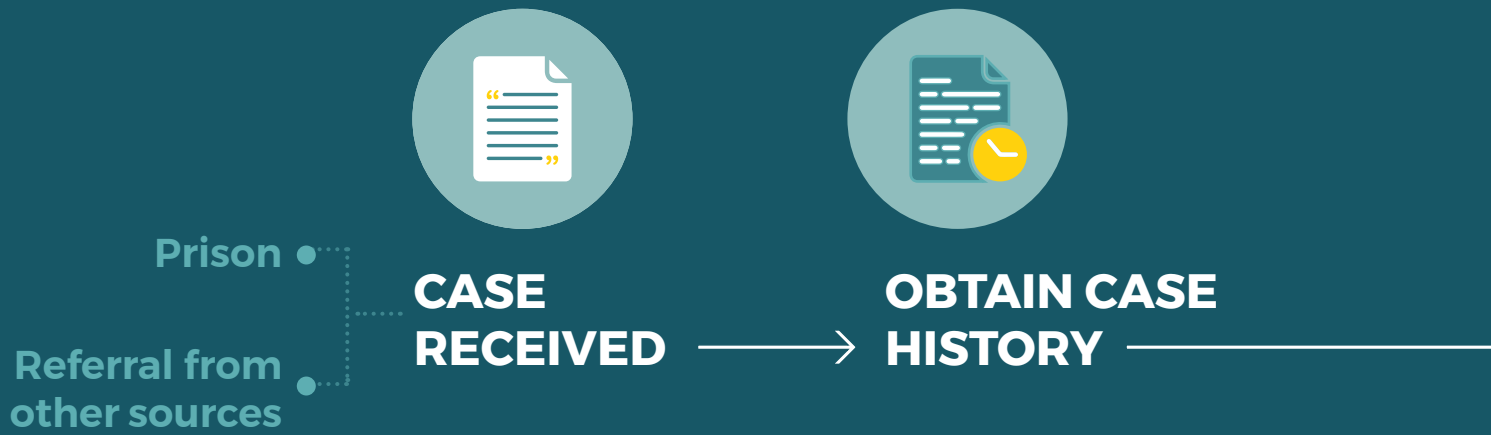 Prison
Referral from
other sources
CASE
RECEIVED
OBTAIN CASE
HISTORY